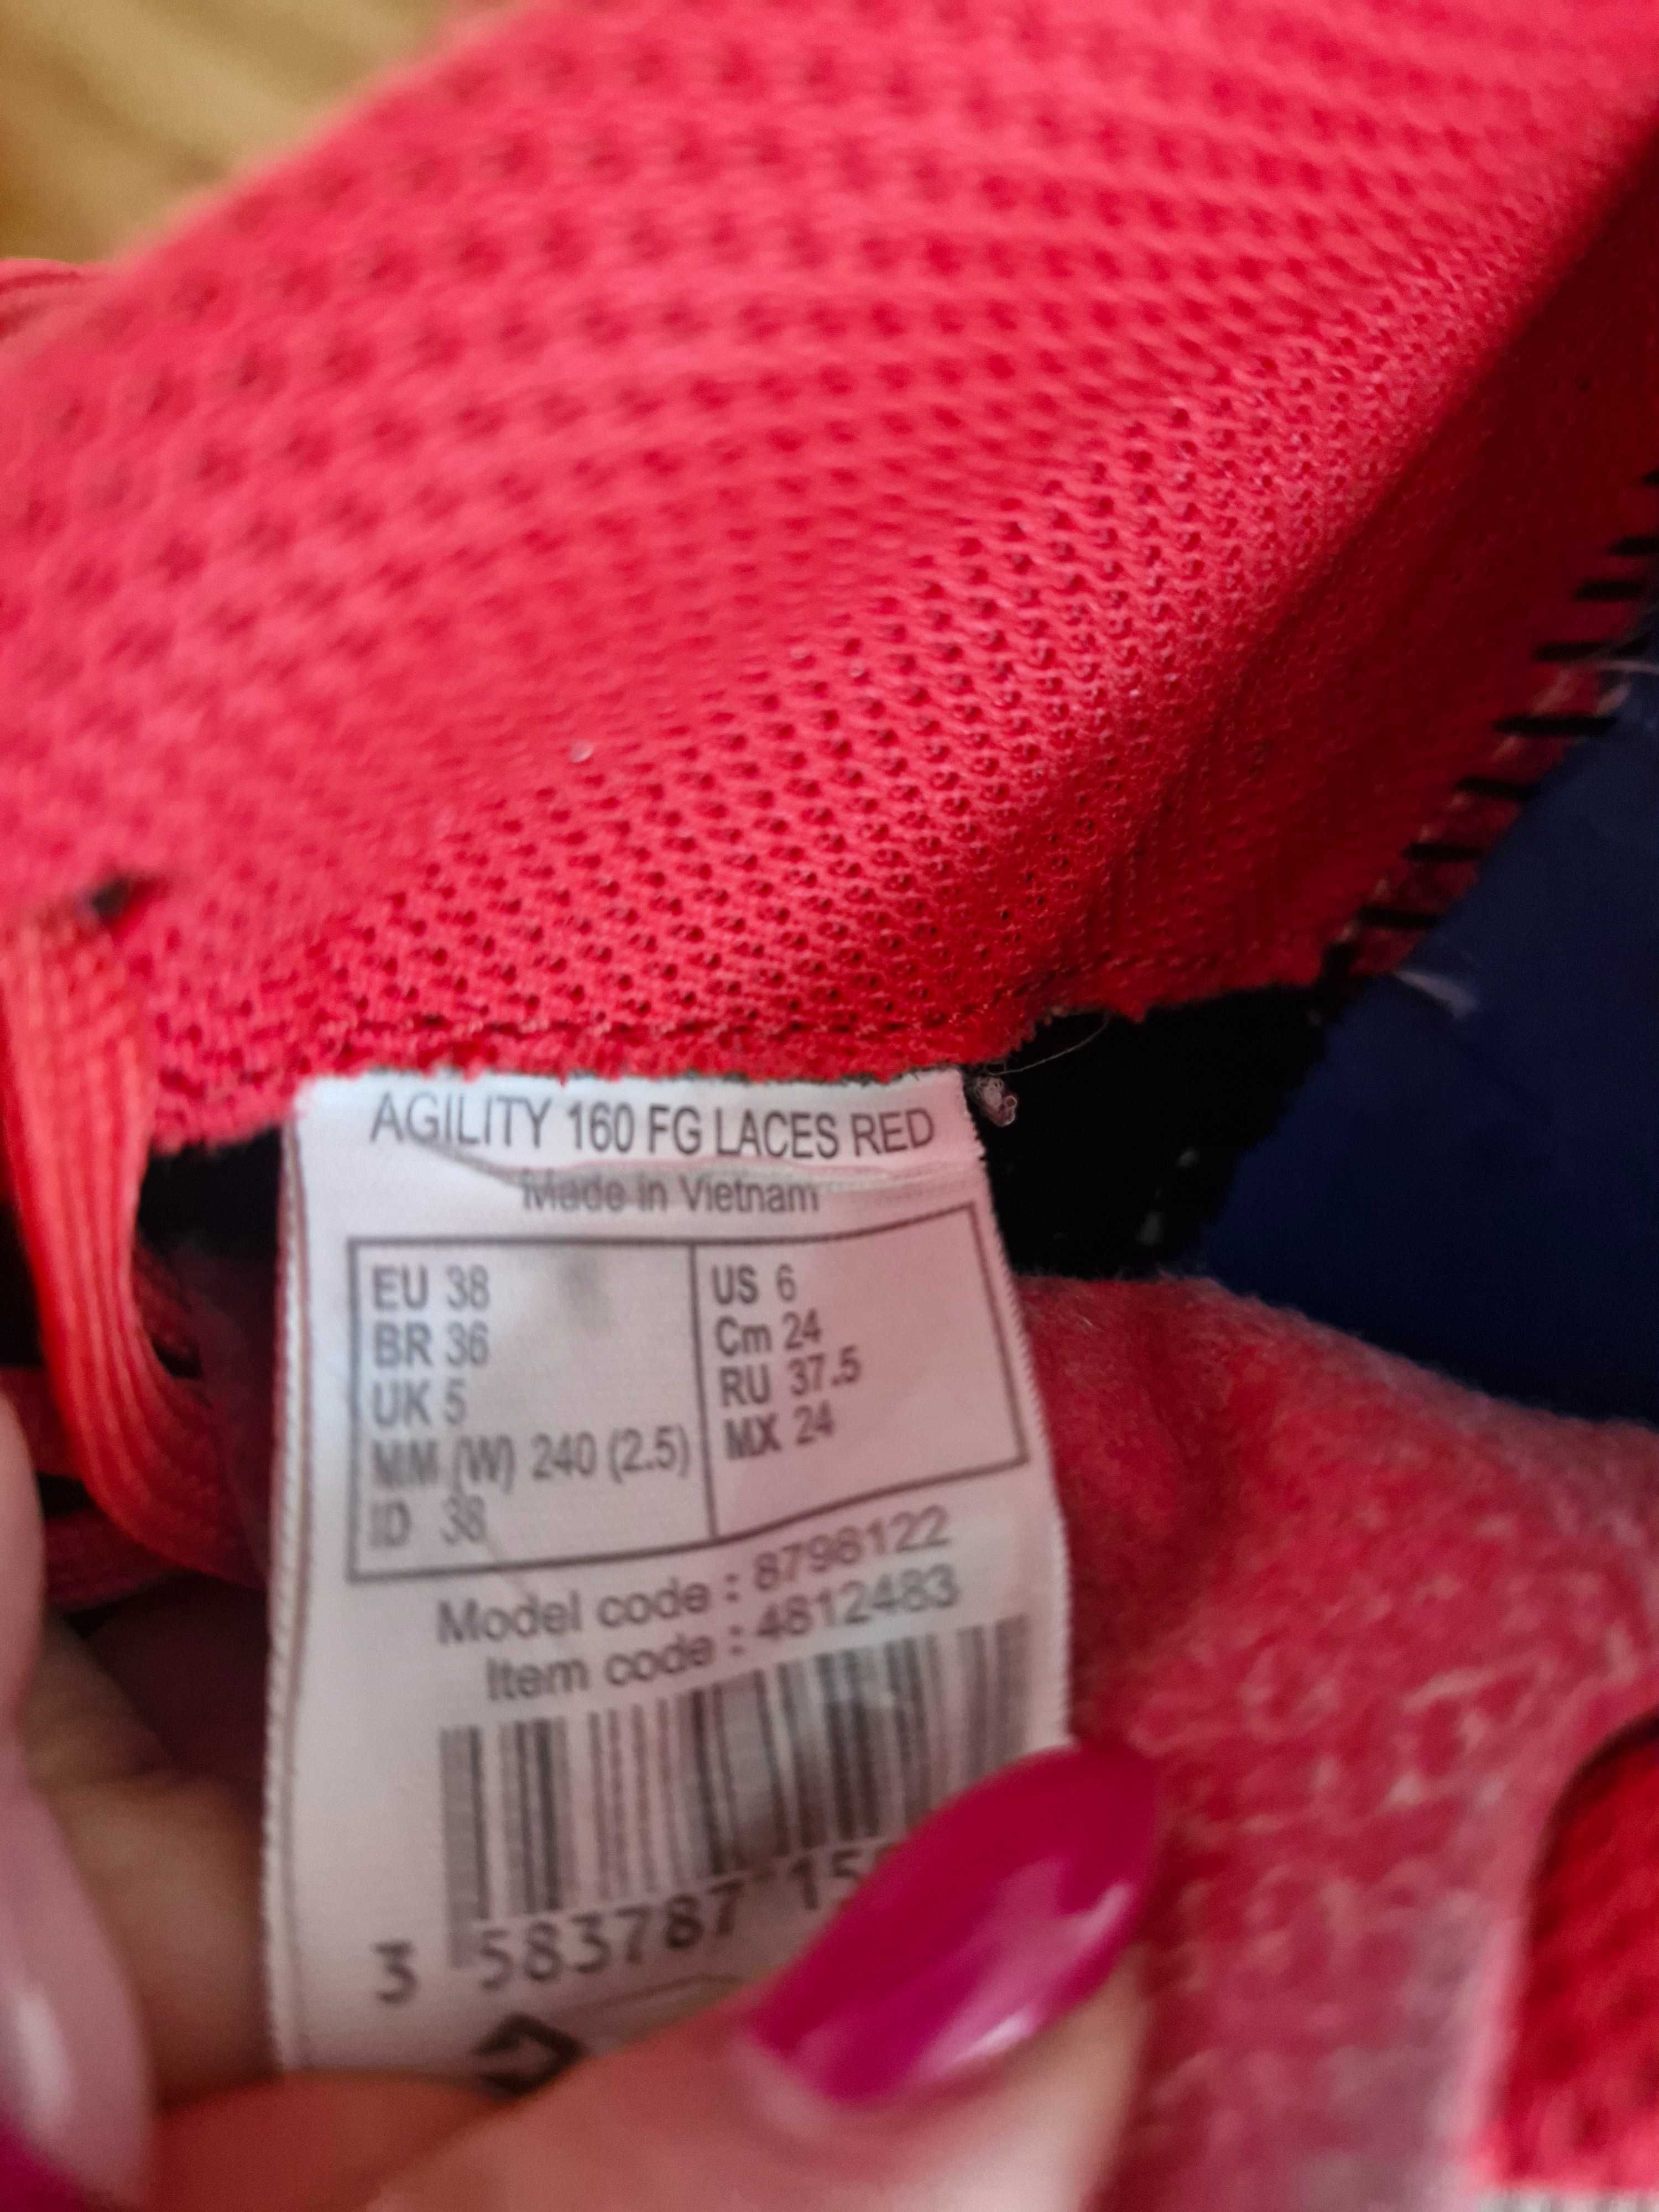 AGILITY 160 FG LACES RED
Made in Vietnam
EU 38
BR 36
UK 5
MM (W) 240 (2.5)
ID 38
US 6
Cm 24
RU 37.5
MX 24
Model code : 8798122
Item code : 4812483
3 583787 15